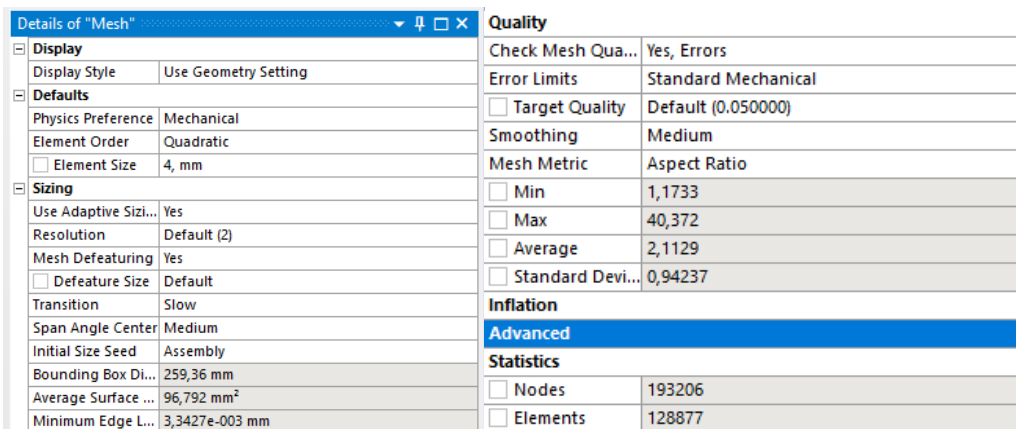 Details of "Mesh"
Display
Display Style Use Geometry Setting
Defaults
Physics Preference Mechanical
Element Order Quadratic
Element Size 4, mm
Sizing
Use Adaptive Sizi... Yes
Resolution Default (2)
Mesh Defeaturing Yes
Defeature Size Default
Transition Slow
Span Angle Center Medium
Initial Size Seed Assembly
Bounding Box Di... 259,36 mm
Average Surface ... 96,792 mm²
Minimum Edge L... 3,3427e-003 mm
Quality
Check Mesh Qua... Yes, Errors
Error Limits Standard Mechanical
Target Quality Default (0.050000)
Smoothing Medium
Mesh Metric Aspect Ratio
Min 1,1733
Max 40,372
Average 2,1129
Standard Devi... 0,94237
Inflation
Advanced
Statistics
Nodes 193206
Elements 128877